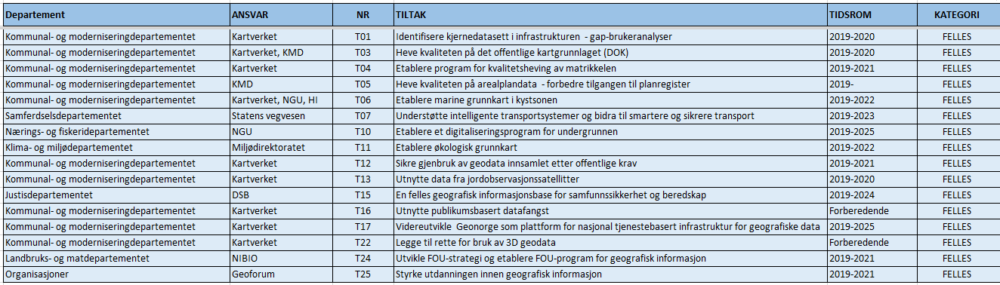 Departement ANSVAR NR TILTAK TIDSROM KATEGORI
Kommunal- og moderniseringdepartementet Kartverket T01 Identifisere kjernedatasett i infrastrukturen - gap-brukeranalyser 2019-2020 FELLES
Kommunal- og moderniseringdepartementet Kartverket, KMD T03 Heve kvaliteten på det offentlige kartgrunnlaget (DOK) 2019-2020 FELLES
Kommunal- og moderniseringdepartementet Kartverket T04 Etablere program for kvalitetsheving av matrikkelen 2019-2021 FELLES
Kommunal- og moderniseringdepartementet KMD T05 Heve kvaliteten på arealplandata - forbedre tilgangen til planregister 2019- FELLES
Kommunal- og moderniseringdepartementet Kartverket, NGU, HI T06 Etablere marine grunnkart i kystsonen 2019-2022 FELLES
Samferdselsdepartementet Statens vegvesen T07 Understøtte intelligente transportsystemer og bidra til smartere og sikrere transport 2019-2023 FELLES
Nærings- og fiskeridepartementet NGU T10 Etablere et digitaliseringsprogram for undergrunnen 2019-2025 FELLES
Klima- og miljødepartementet Miljødirektoratet T11 Etablere økologisk grunnkart 2019-2022 FELLES
Kommunal- og moderniseringdepartementet Kartverket T12 Sikre gjenbruk av geodata innsamlet etter offentlige krav 2019-2021 FELLES
Kommunal- og moderniseringdepartementet Kartverket T13 Utnytte data fra jordobservasjonssatellitter 2019-2020 FELLES
Justisdepartementet DSB T15 En felles geografisk informasjonsbase for samfunnssikkerhet og beredskap 2019-2024 FELLES
Kommunal- og moderniseringdepartementet Kartverket T16 Utnytte publikumsbasert datafangst Forberedende FELLES
Kommunal- og moderniseringdepartementet Kartverket T17 Videreutvikle Geonorge som plattform for nasjonal tjenestebasert infrastruktur for geografiske data 2019-2025 FELLES
Kommunal- og moderniseringdepartementet Kartverket T22 Legge til rette for bruk av 3D geodata Forberedende FELLES
Landbruks- og matdepartementet NIBIO T24 Utvikle FOU-strategi og etablere FOU-program for geografisk informasjon 2019-2021 FELLES
Organisasjoner Geoforum T25 Styrke utdanningen innen geografisk informasjon 2019-2021 FELLES